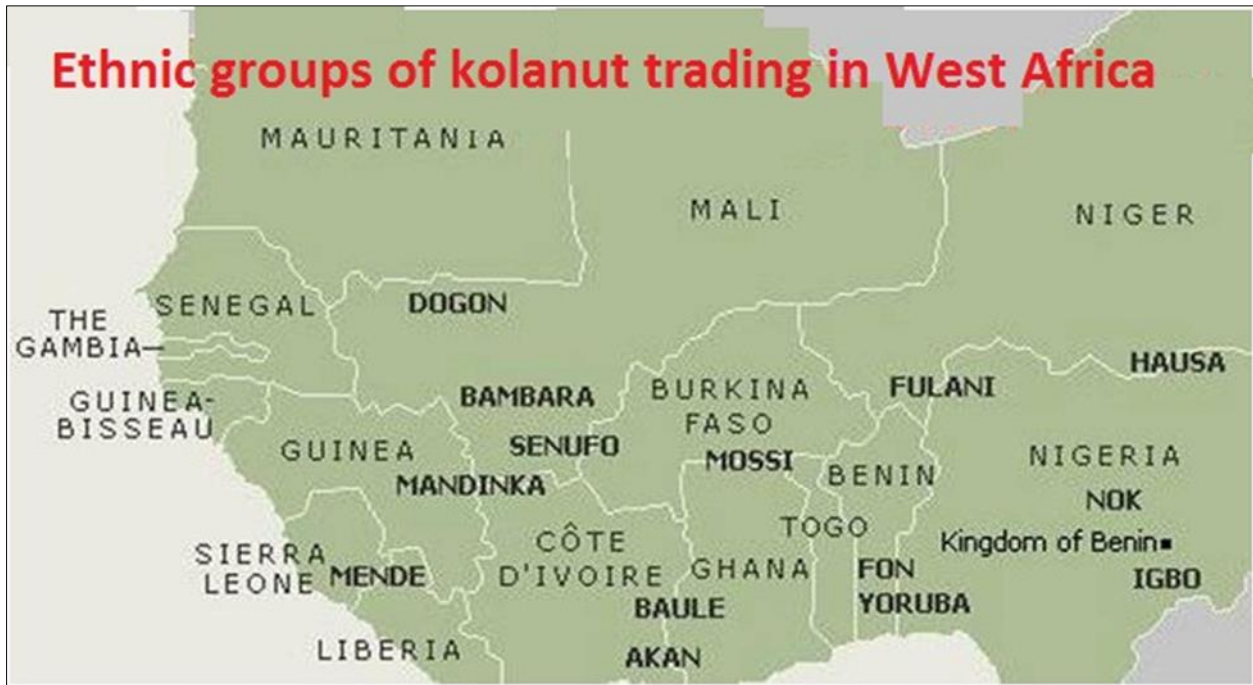 Ethnic groups of kolanut trading in West Africa
MAURITANIA
MALI
NIGER
SENEGAL
DOGON
THE
GAMBIA
HAUSA
BURKINA
FASO
FULANI
BAMBARA
GUINEA-
BISSEAU
SENUFO
GUINEA
MOSSI
NIGERIA
BENIN
MANDINKA
NOK
TOGO
CÔTE
D'IVOIRE
Kingdom of Benin
SIERRA
LEONE
MENDE
GHANA
FON
YORUBA
IGBO
BAULE
LIBERIA
AKAN